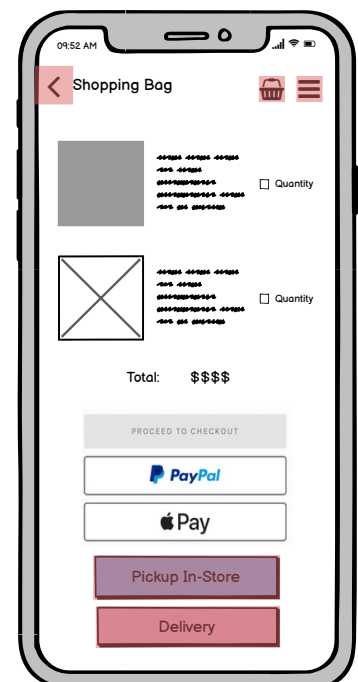 09:52 AM
Shopping Bag
Quantity
Quantity
Total: $$$$
PROCEED TO CHECKOUT
PayPal
Pay
Pickup In-Store
Delivery